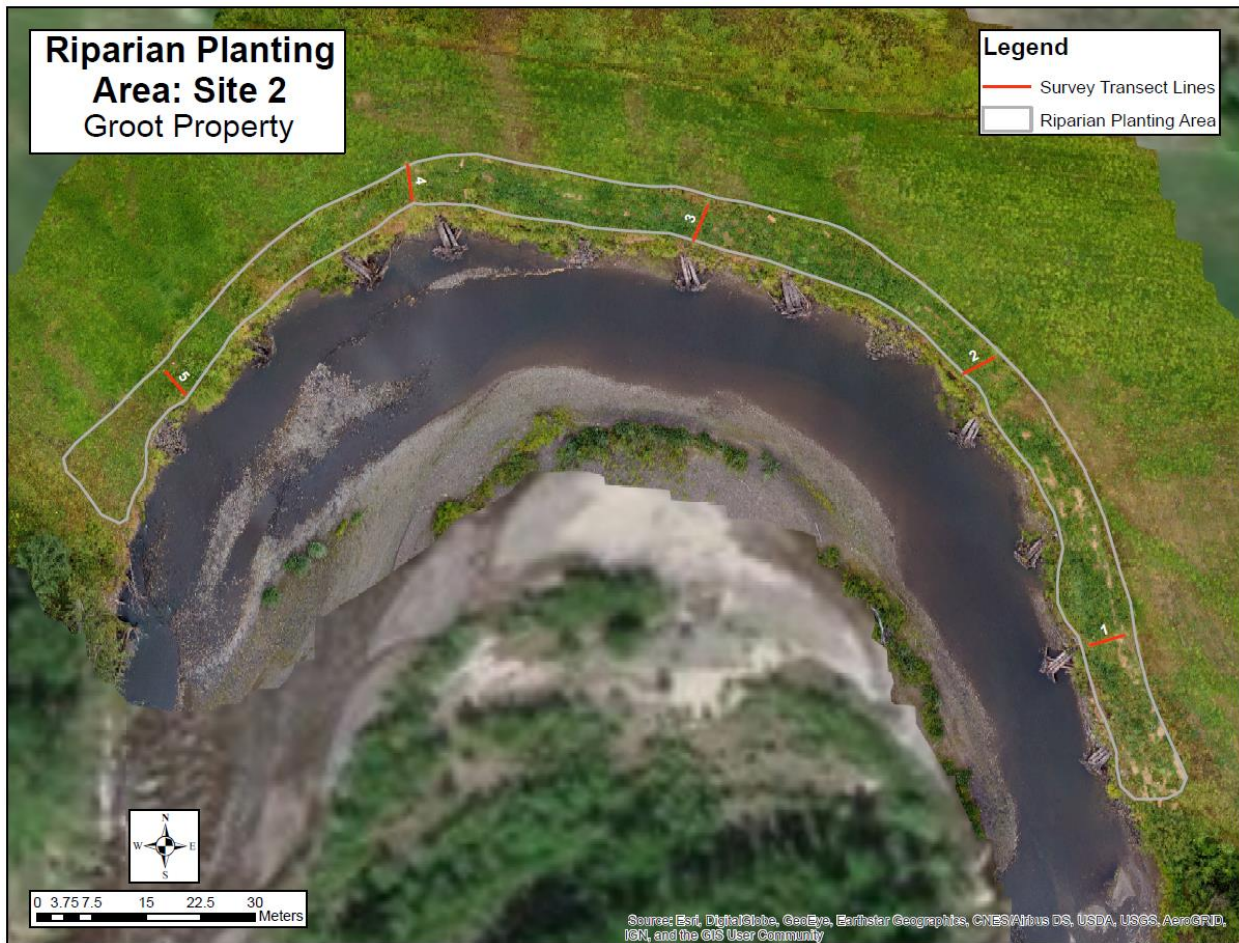 Riparian Planting
Area: Site 2
Groot Property
Legend
Survey Transect Lines
Riparian Planting Area
4
3
2
5
1
N
W E
S
0 3.75 7.5 15 22.5 30
Meters
Source: Esri, DigitalGlobe, GeoEye, Earthstar Geographics, CNES/Airbus DS, USDA, USGS, AeroGRID,
IGN, and the GIS User Community